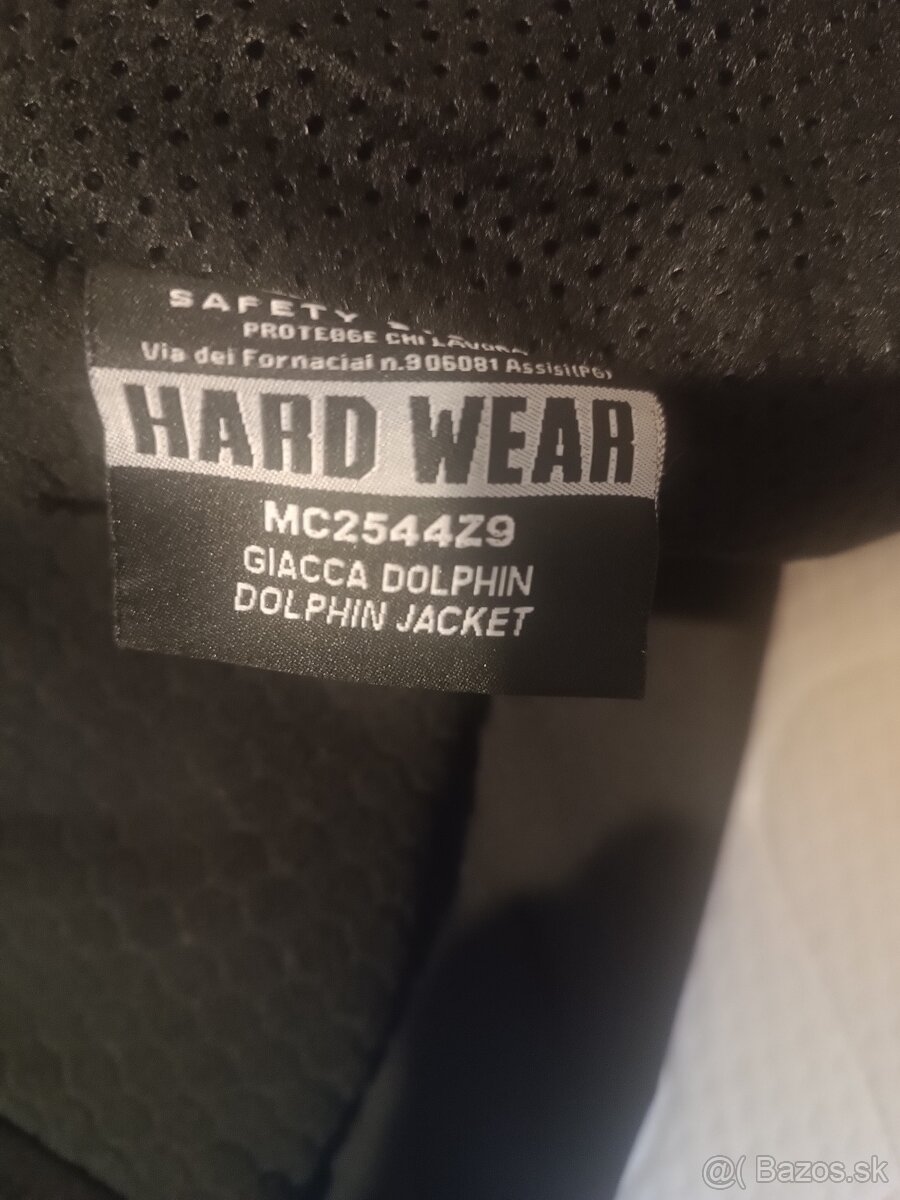 SAFETY
PROTEGGE CHI LAVORA
Via dei Fornaciai n.9 06081 Assisi(PG)
HARD WEAR
MC2544Z9
GIACCA DOLPHIN
DOLPHIN JACKET
@( Bazos.sk